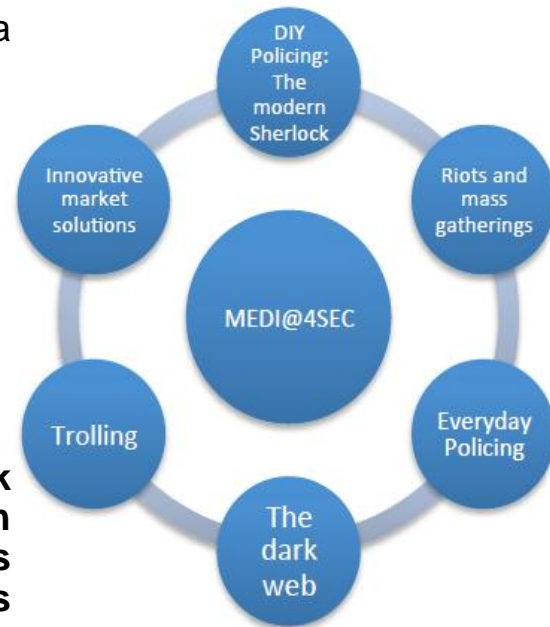 a
DIY
Policing:
The
modern
Sherlock
Riots and
mass
gatherings
Everyday
Policing
The
dark
web
Trolling
Innovative
market
solutions
MEDI@4SEC
k
n
s
s